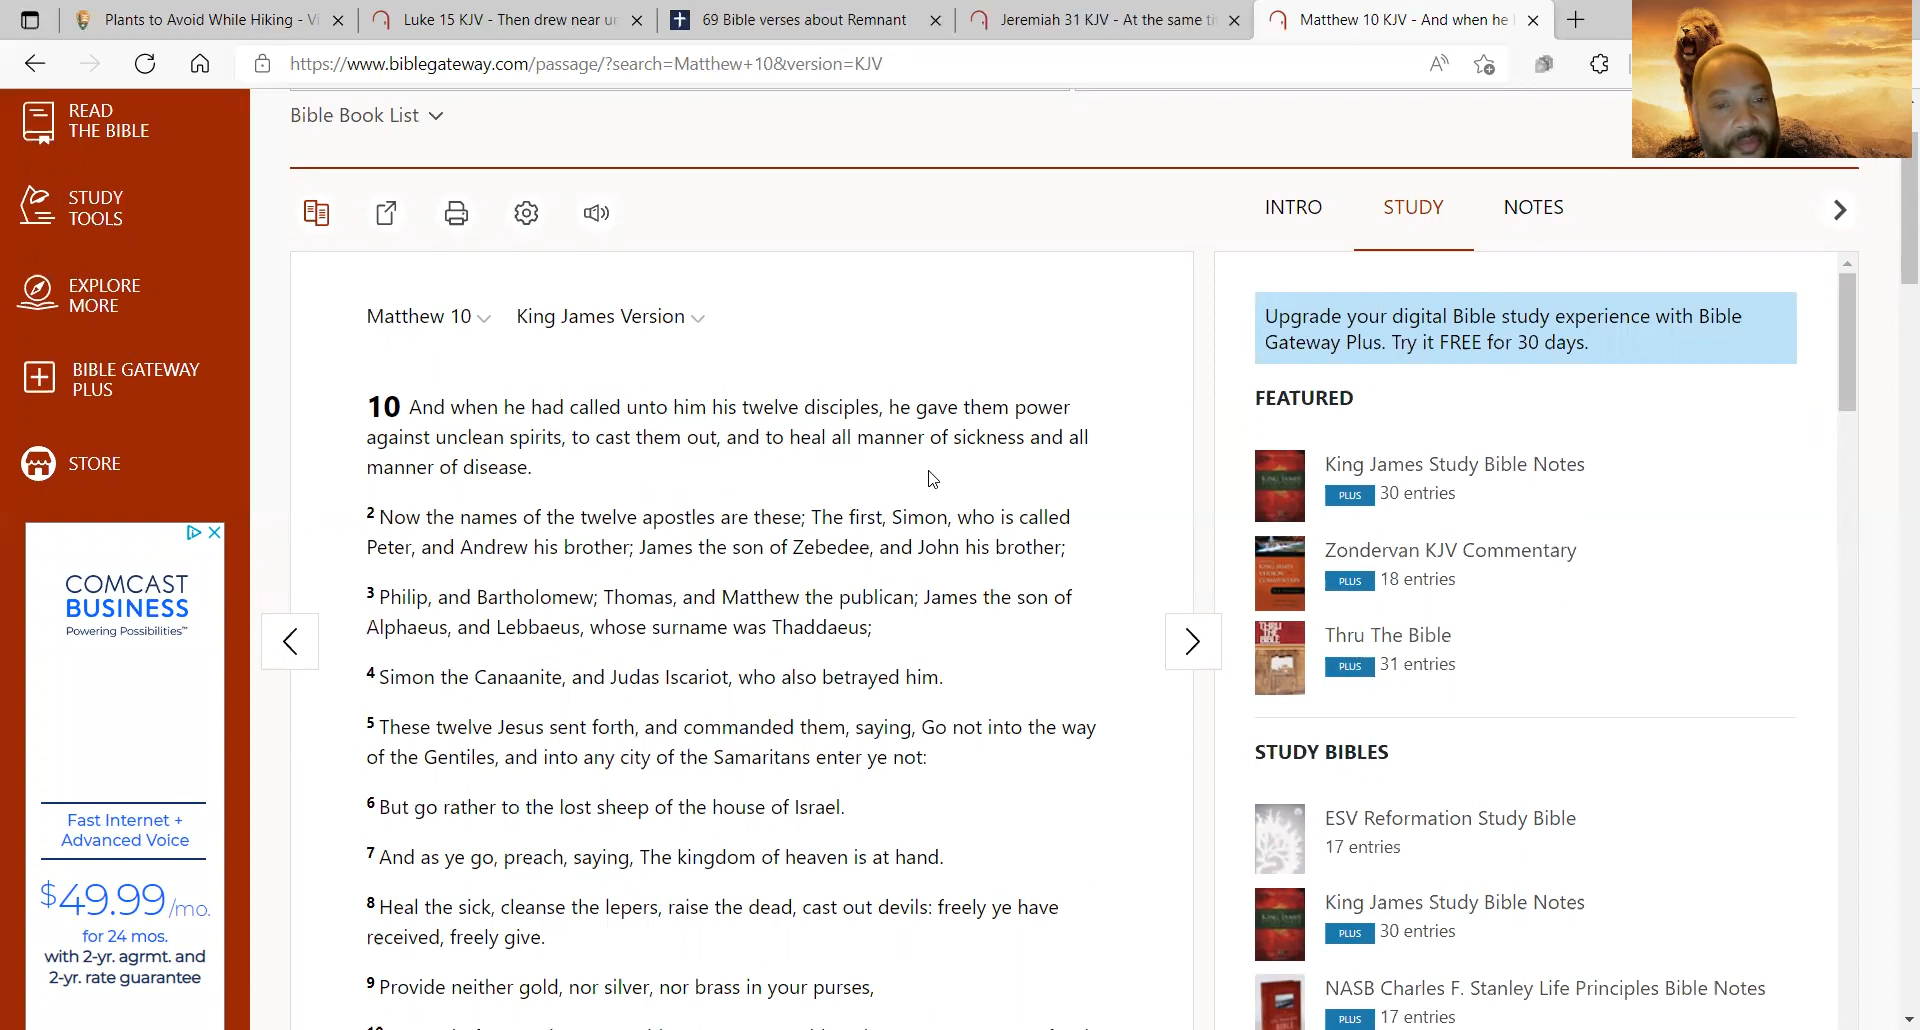 Plants to Avoid While Hiking - Vi
Luke 15 KJV - Then drew near u
69 Bible verses about Remnant
Jeremiah 31 KJV - At the same ti
Matthew 10 KJV - And when he
https://www.biblegateway.com/passage/?search=Matthew+10&version=KJV
READ
THE BIBLE
STUDY
TOOLS
EXPLORE
MORE
BIBLE GATEWAY
PLUS
STORE
COMCAST
BUSINESS
Powering Possibilities™
Fast Internet +
Advanced Voice
$49.99/mo.
for 24 mos.
with 2-yr. agrmt. and
2-yr. rate guarantee
Bible Book List
Matthew 10 King James Version
10 And when he had called unto him his twelve disciples, he gave them power
against unclean spirits, to cast them out, and to heal all manner of sickness and all
manner of disease.
2 Now the names of the twelve apostles are these; The first, Simon, who is called
Peter, and Andrew his brother; James the son of Zebedee, and John his brother;
3 Philip, and Bartholomew; Thomas, and Matthew the publican; James the son of
Alphaeus, and Lebbaeus, whose surname was Thaddaeus;
4 Simon the Canaanite, and Judas Iscariot, who also betrayed him.
5 These twelve Jesus sent forth, and commanded them, saying, Go not into the way
of the Gentiles, and into any city of the Samaritans enter ye not:
6 But go rather to the lost sheep of the house of Israel.
7 And as ye go, preach, saying, The kingdom of heaven is at hand.
8 Heal the sick, cleanse the lepers, raise the dead, cast out devils: freely ye have
received, freely give.
9 Provide neither gold, nor silver, nor brass in your purses,
INTRO STUDY NOTES
Upgrade your digital Bible study experience with Bible
Gateway Plus. Try it FREE for 30 days.
FEATURED
King James Study Bible Notes
PLUS 30 entries
Zondervan KJV Commentary
PLUS 18 entries
THRU
THE
BIBLE
Thru The Bible
PLUS 31 entries
STUDY BIBLES
ESV Reformation Study Bible
17 entries
King James Study Bible Notes
PLUS 30 entries
NASB Charles F. Stanley Life Principles Bible Notes
PLUS 17 entries